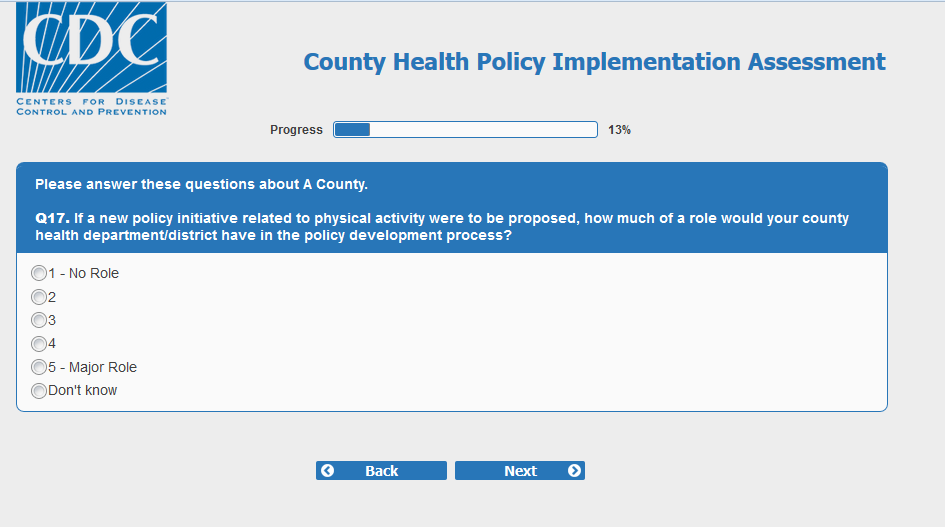 CDC
CENTERS FOR DISEASE
CONTROL AND PREVENTION
County Health Policy Implementation Assessment
Progress 13%
Please answer these questions about A County.
Q17. If a new policy initiative related to physical activity were to be proposed, how much of a role would your county
health department/district have in the policy development process?
1 - No Role
2
3
4
5 - Major Role
Don't know
Back Next